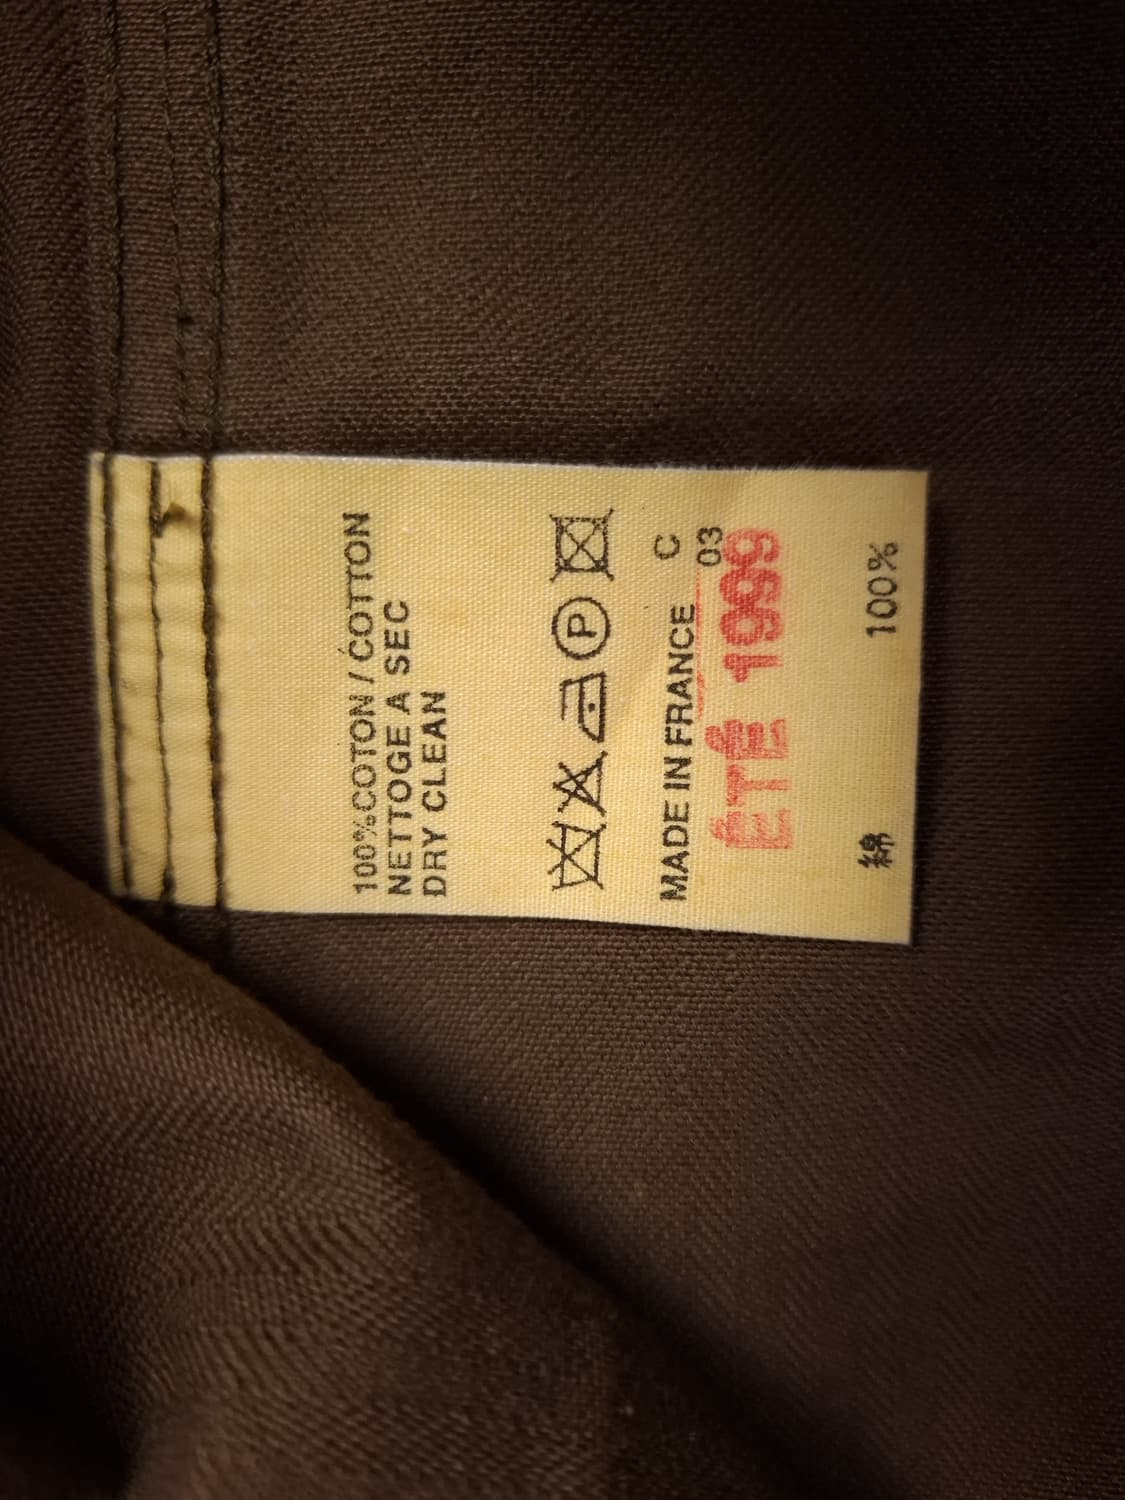 100% COTON / COTTON
NETTOGE A SEC
DRY CLEAN
P
MADE IN FRANCE C
03
ÉTÉ 1999
綿 100%